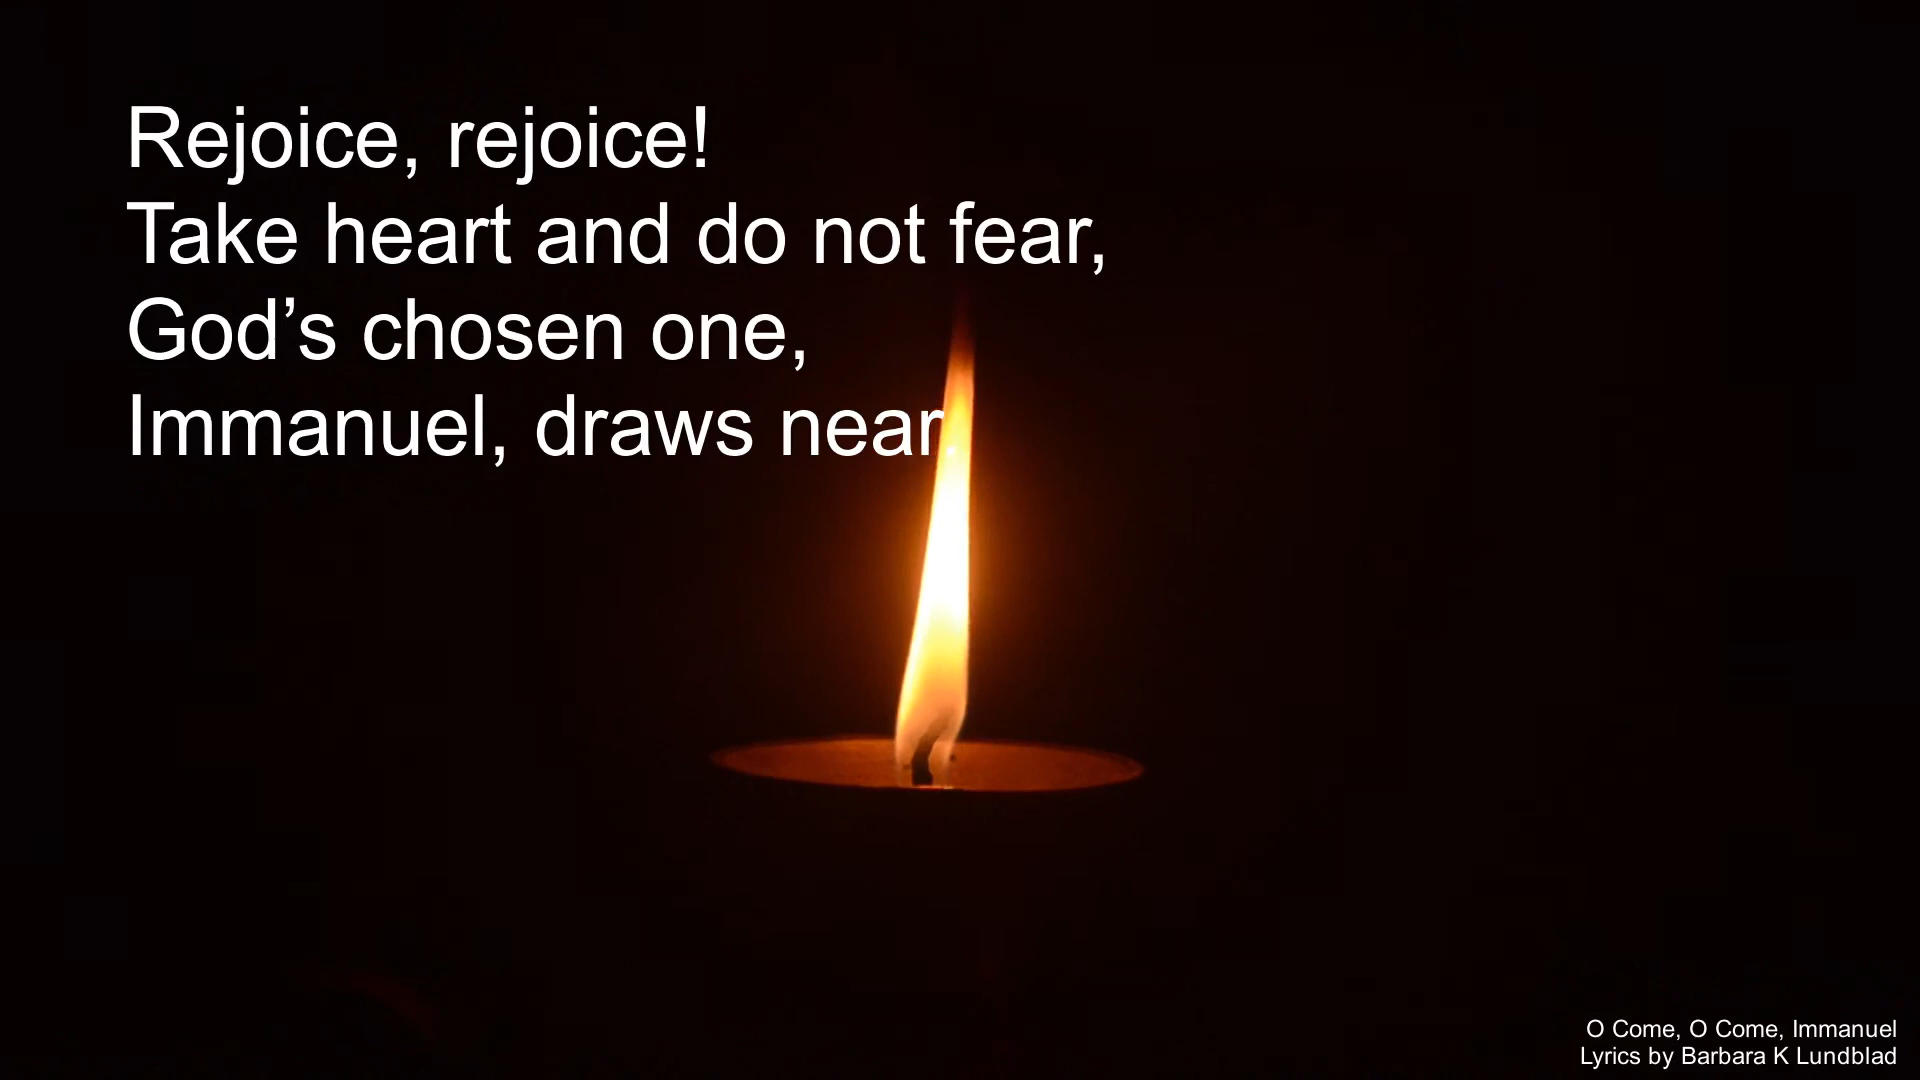 Rejoice, rejoice!
Take heart and do not fear,
God’s chosen one,
Immanuel, draws near.
O Come, O Come, Immanuel
Lyrics by Barbara K Lundblad